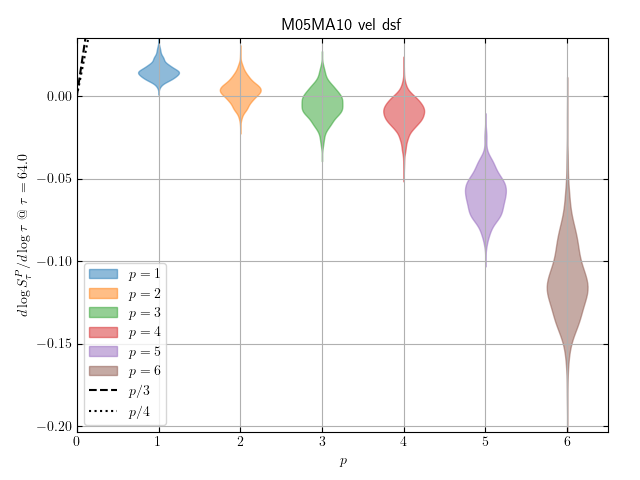 M05MA10 vel dsf
d log S_τ^P / d log τ @ τ = 64.0
0.00
−0.05
−0.10
−0.15
−0.20
p = 1
p = 2
p = 3
p = 4
p = 5
p = 6
p/3
p/4
0 1 2 3 4 5 6
p